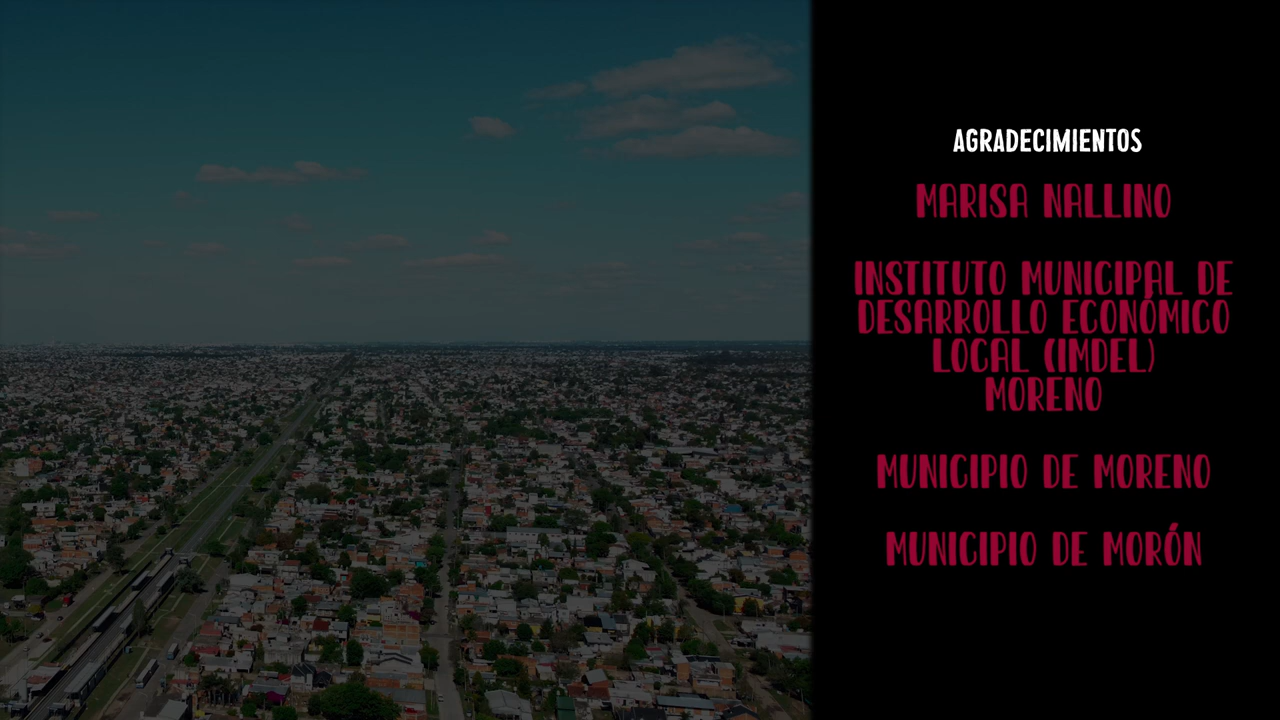 AGRADECIMIENTOS
MARISA NALLINO
INSTITUTO MUNICIPAL DE
DESARROLLO ECONÓMICO
LOCAL (IMDEL)
MORENO
MUNICIPIO DE MORENO
MUNICIPIO DE MORÓN